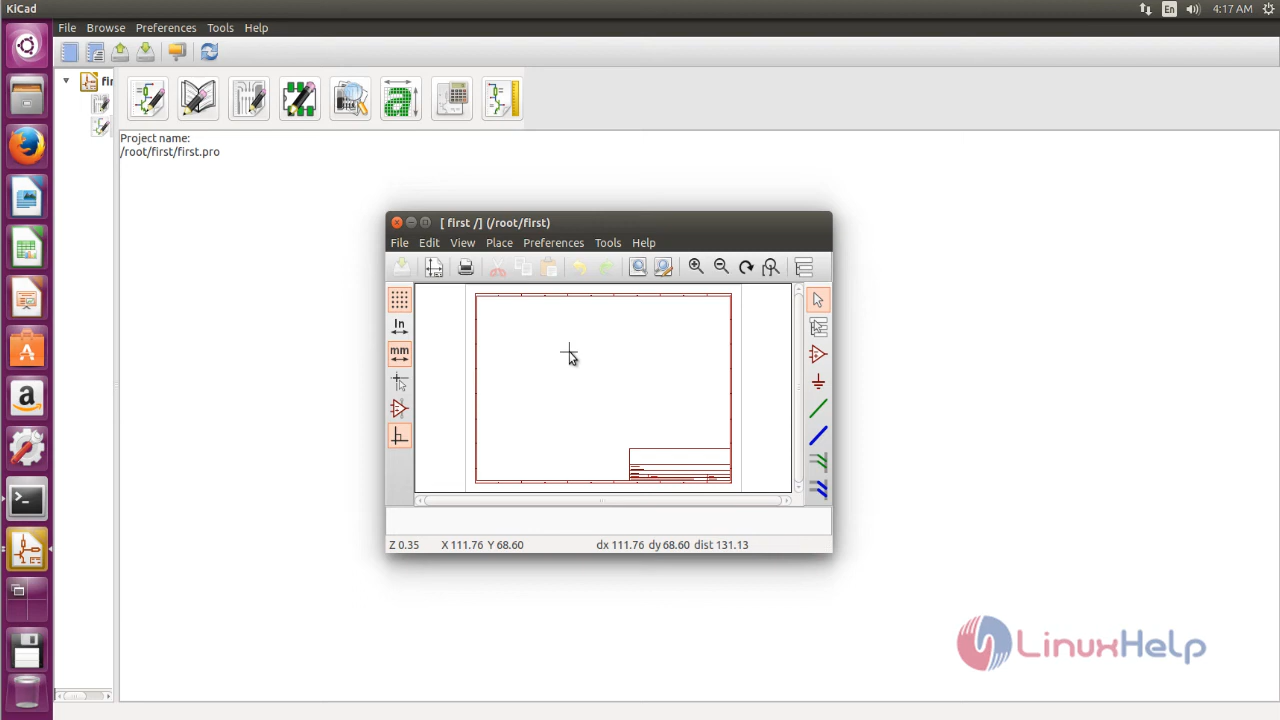 KiCad
En
4:17 AM
File Browse Preferences Tools Help
fir
Project name:
/root/first/first.pro
[ first /] (/root/first)
File Edit View Place Preferences Tools Help
In
mm
Z 0.35 X 111.76 Y 68.60 dx 111.76 dy 68.60 dist 131.13
LinuxHelp